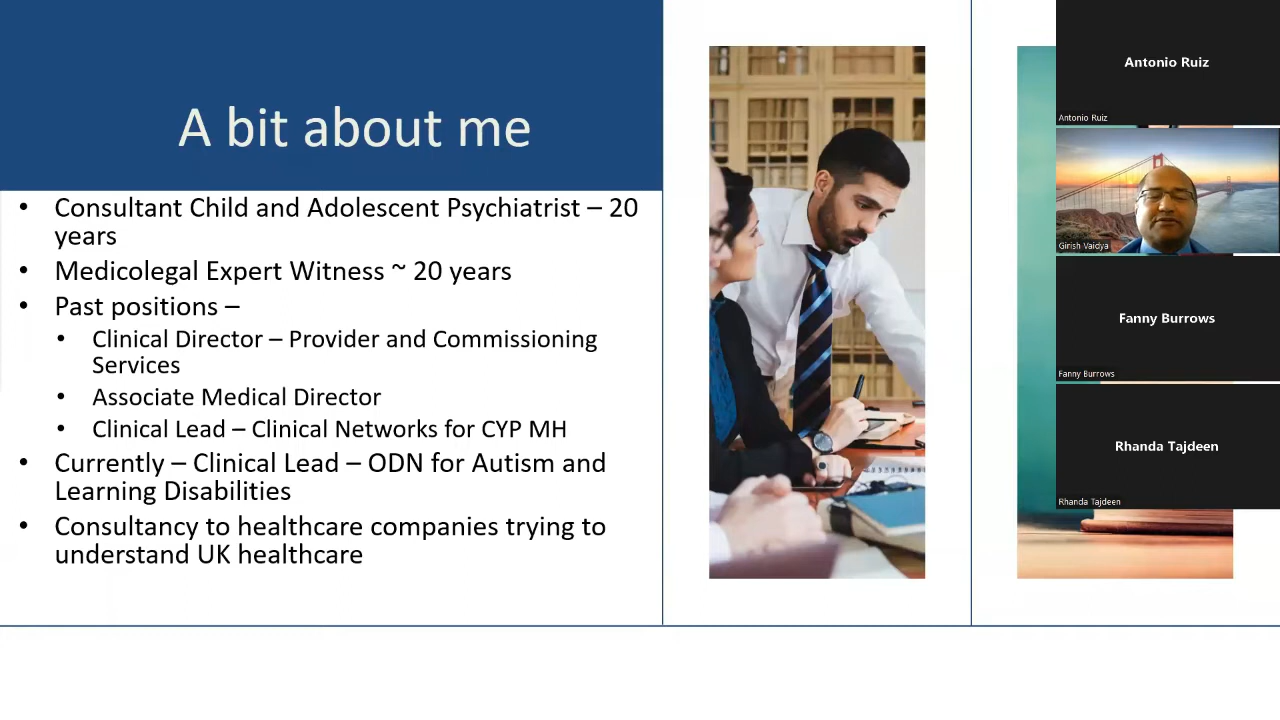 A bit about me
• Consultant Child and Adolescent Psychiatrist – 20
years
• Medicolegal Expert Witness ~ 20 years
• Past positions –
• Clinical Director – Provider and Commissioning
Services
• Associate Medical Director
• Clinical Lead – Clinical Networks for CYP MH
• Currently – Clinical Lead – ODN for Autism and
Learning Disabilities
• Consultancy to healthcare companies trying to
understand UK healthcare
Antonio Ruiz
Antonio Ruiz
Girish Vaidya
Fanny Burrows
Fanny Burrows
Rhanda Tajdeen
Rhanda Tajdeen